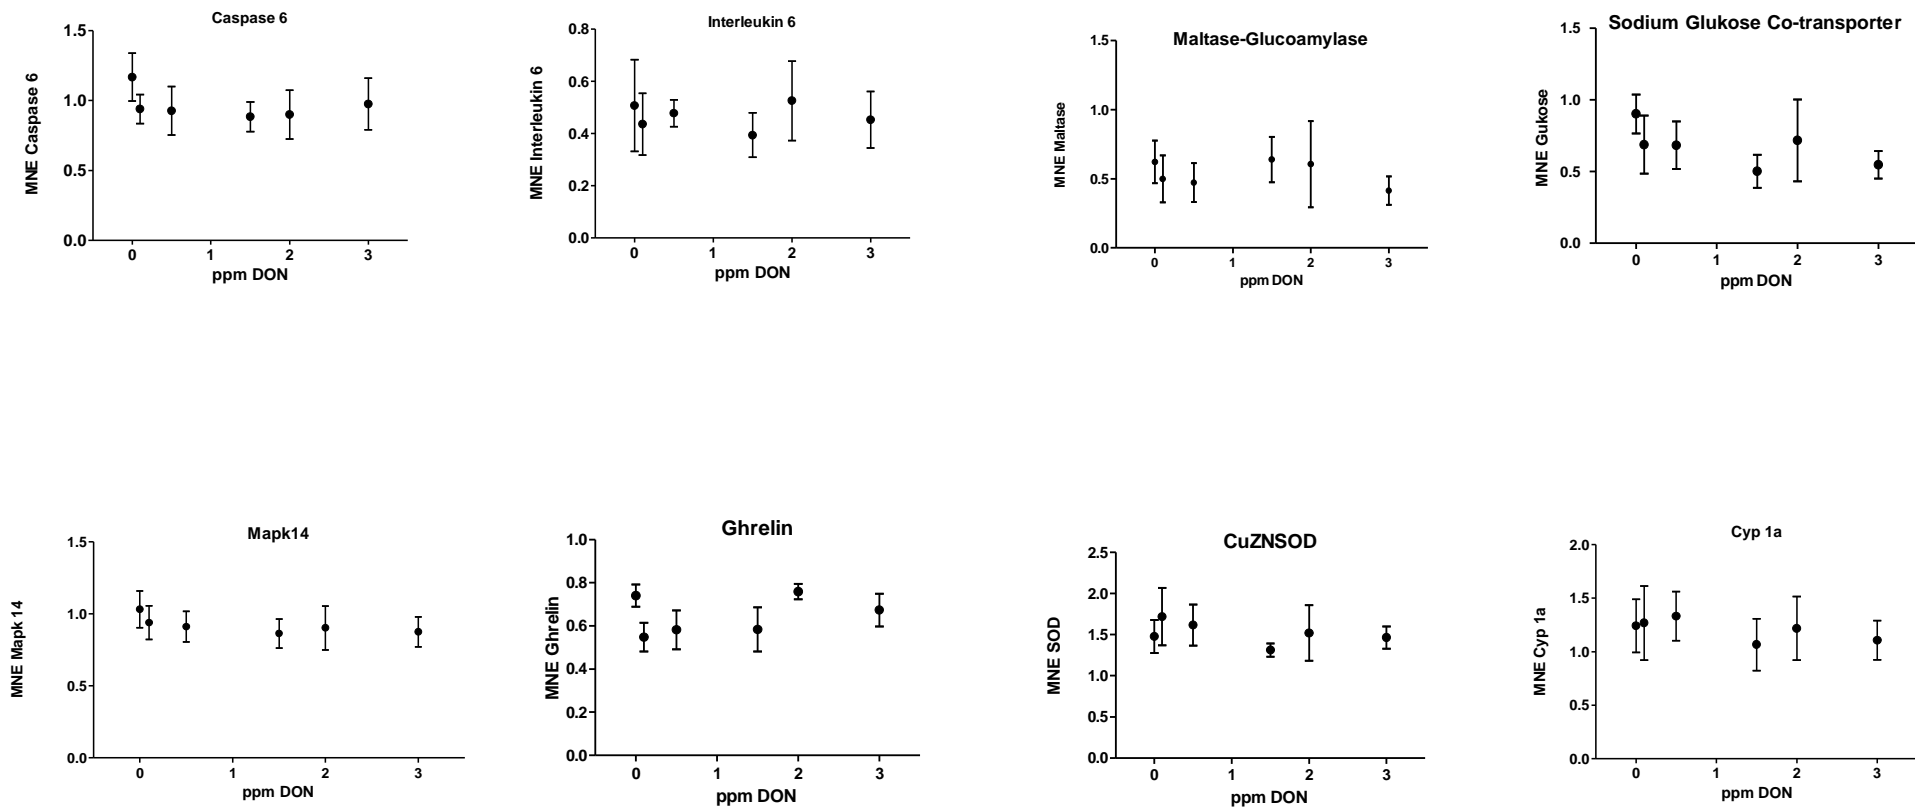 Caspase 6
MNE Caspase 6
1.5
1.0
0.5
0.0
0 1 2 3
ppm DON
Interleukin 6
MNE Interleukin 6
0.8
0.6
0.4
0.2
0.0
0 1 2 3
ppm DON
Maltase-Glucoamylase
MNE Maltase
1.5
1.0
0.5
0.0
0 1 2 3
ppm DON
Sodium Glukose Co-transporter
MNE Gukose
1.5
1.0
0.5
0.0
0 1 2 3
ppm DON
Mapk14
MNE Mapk 14
1.5
1.0
0.5
0.0
0 1 2 3
ppm DON
Ghrelin
MNE Ghrelin
1.0
0.8
0.6
0.4
0.2
0.0
0 1 2 3
ppm DON
CuZNSOD
MNE SOD
2.5
2.0
1.5
1.0
0.5
0.0
0 1 2 3
ppm DON
Cyp 1a
MNE Cyp 1a
2.0
1.5
1.0
0.5
0.0
0 1 2 3
ppm DON